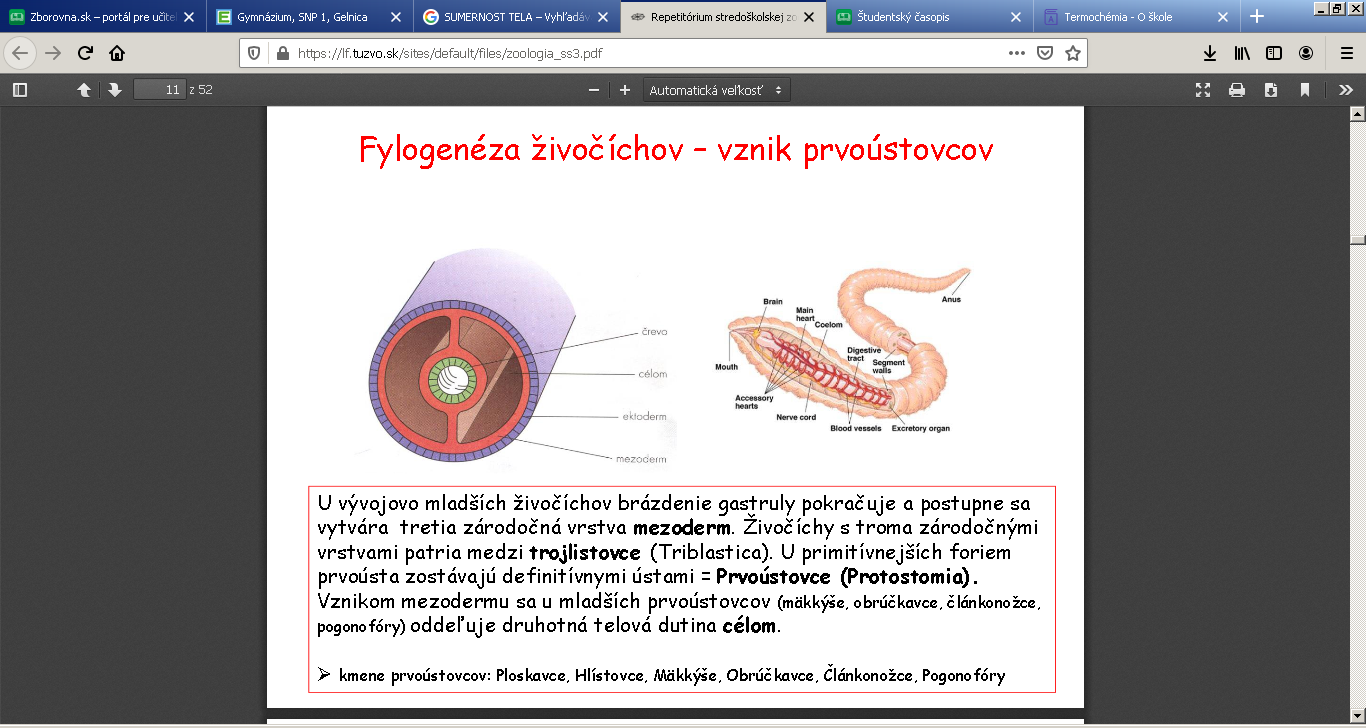 Zborovna.sk – portál pre učite
Gymnázium, SNP 1, Gelnica
SUMERNOST TELA – Vyhľadáv
Repetitórium stredoškolskej zo
Študentský časopis
Termochémia - O škole
https://lf.tuzvo.sk/sites/default/files/zoologia_ss3.pdf
11 z 52
Automatická veľkosť
Fylogenéza živočíchov – vznik prvoústovcov
črevo
célom
ektoderm
mezoderm
Brain
Main
heart
Coelom
Anus
Digestive
tract
Segment
walls
Mouth
Accessory
hearts
Nerve cord
Blood vessels
Excretory organ
U vývojovo mladších živočíchov brázdenie gastruly pokračuje a postupne sa
vytvára tretia zárodočná vrstva mezoderm. Živočíchy s troma zárodočnými
vrstvami patria medzi trojlistovce (Triblastica). U primitívnejších foriem
prvoústa zostávajú definitívnymi ústami = Prvoústovce (Protostomia).
Vznikom mezodermu sa u mladších prvoústovcov (mäkkýše, obrúčkavce, článkonožce,
pogonofóry) oddeľuje druhotná telová dutina célom.
➢ kmene prvoústovcov: Ploskavce, Hlístovce, Mäkkýše, Obrúčkavce, Článkonožce, Pogonofóry